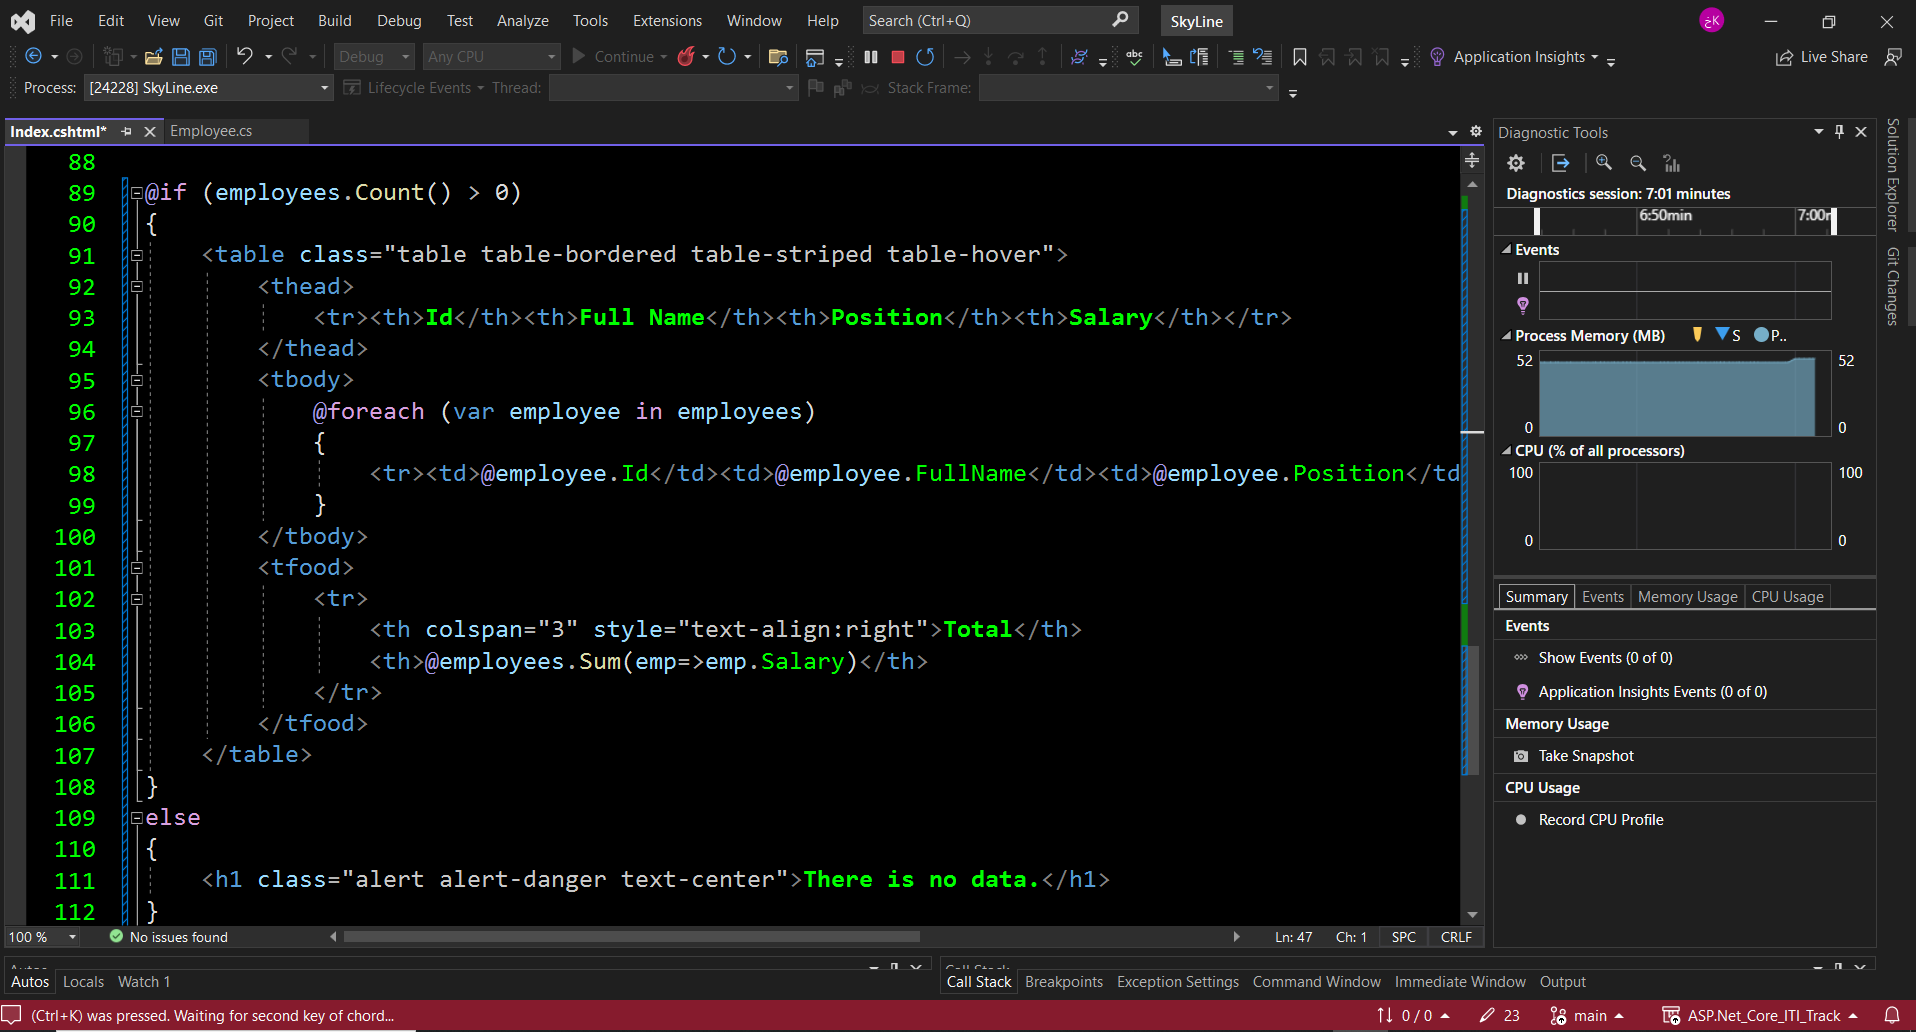 File Edit View Git Project Build Debug Test Analyze Tools Extensions Window Help Search (Ctrl+Q) SkyLine
Debug Any CPU Continue Application Insights Live Share
Process: [24228] SkyLine.exe Lifecycle Events Thread: Stack Frame:
Index.cshtml* Employee.cs
88
89 @if (employees.Count() > 0)
90 {
91 <table class="table table-bordered table-striped table-hover">
92 <thead>
93 <tr><th>Id</th><th>Full Name</th><th>Position</th><th>Salary</th></tr>
94 </thead>
95 <tbody>
96 @foreach (var employee in employees)
97 {
98 <tr><td>@employee.Id</td><td>@employee.FullName</td><td>@employee.Position</td
99 }
100 </tbody>
101 <tfood>
102 <tr>
103 <th colspan="3" style="text-align:right">Total</th>
104 <th>@employees.Sum(emp=>emp.Salary)</th>
105 </tr>
106 </tfood>
107 </table>
108 }
109 else
110 {
111 <h1 class="alert alert-danger text-center">There is no data.</h1>
112 }
100 % No issues found Ln: 47 Ch: 1 SPC CRLF
Diagnostic Tools
Diagnostics session: 7:01 minutes
6:50min 7:00m
Events
Process Memory (MB) S P..
52 52
0 0
CPU (% of all processors)
100 100
0 0
Summary Events Memory Usage CPU Usage
Events
Show Events (0 of 0)
Application Insights Events (0 of 0)
Memory Usage
Take Snapshot
CPU Usage
Record CPU Profile
Solution Explorer
Git Changes
Autos
Autos Locals Watch 1
Call Stack
Call Stack Breakpoints Exception Settings Command Window Immediate Window Output
(Ctrl+K) was pressed. Waiting for second key of chord... 0 / 0 23 main ASP.Net_Core_ITI_Track